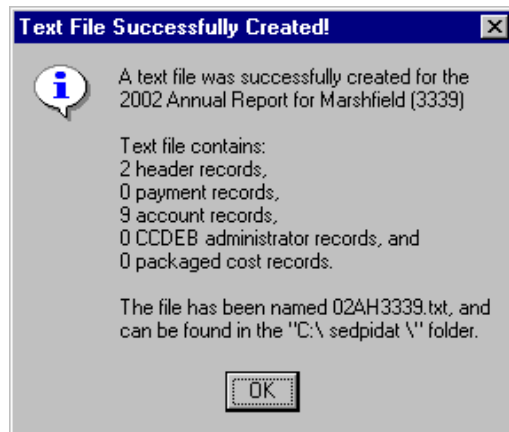 Text File Successfully Created!
A text file was successfully created for the
2002 Annual Report for Marshfield (3339)
Text file contains:
2 header records,
0 payment records,
9 account records,
0 CCDEB administrator records, and
0 packaged cost records.
The file has been named 02AH3339.txt, and
can be found in the "C:\ sedpidat \" folder.
OK